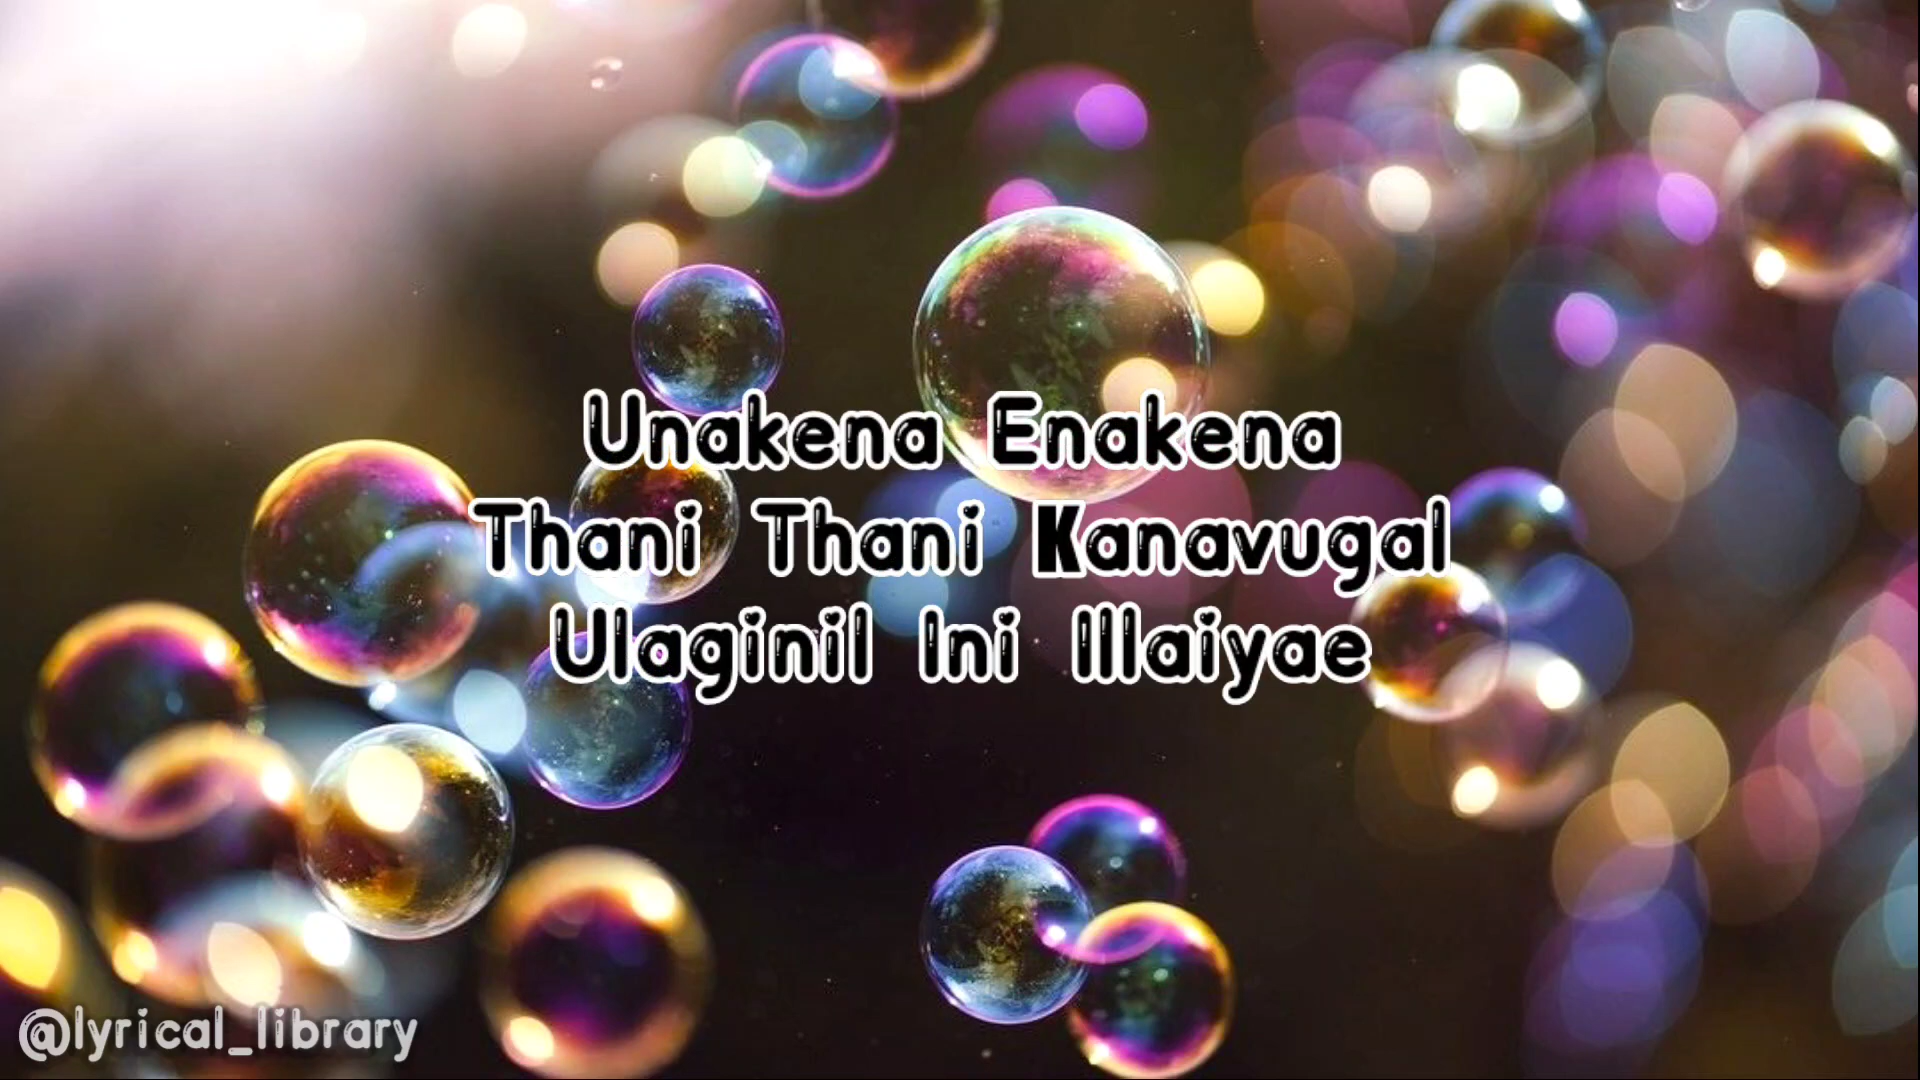 Unakena Enakena
Thani Thani Kanavugal
Ulaginil Ini Illaiyae
@lyrical_library